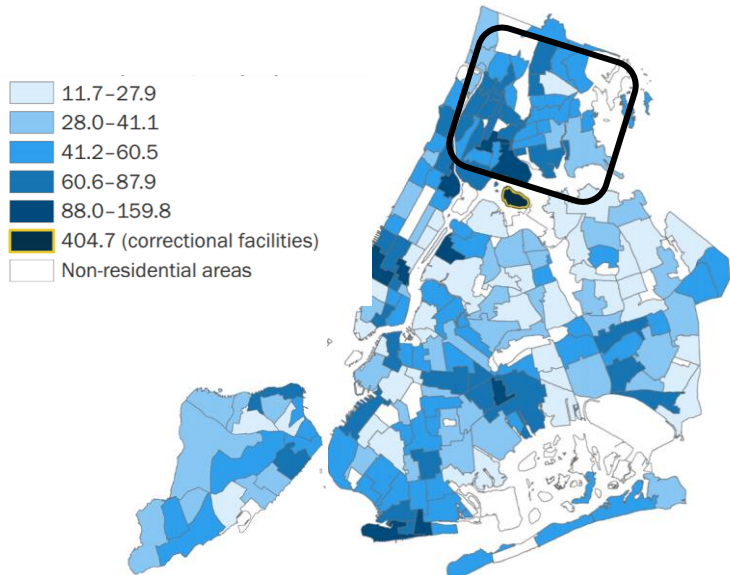 11.7–27.9
28.0–41.1
41.2–60.5
60.6–87.9
88.0–159.8
404.7 (correctional facilities)
Non-residential areas